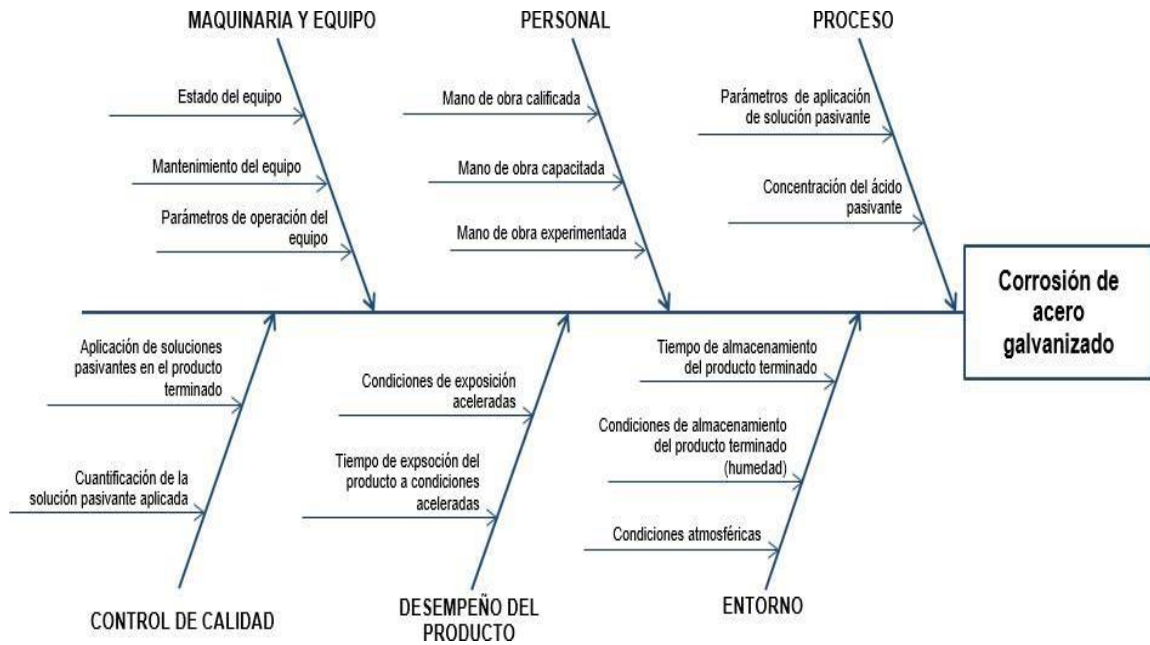 MAQUINARIA Y EQUIPO
PERSONAL
PROCESO
Estado del equipo
Mantenimiento del equipo
Parámetros de operación del
equipo
Mano de obra calificada
Mano de obra capacitada
Mano de obra experimentada
Parámetros de aplicación
de solución pasivante
Concentración del ácido
pasivante
Corrosión de
acero
galvanizado
Aplicación de soluciones
pasivantes en el producto
terminado
Cuantificación de la
solución pasivante aplicada
Condiciones de exposición
aceleradas
Tiempo de expsoción del
producto a condiciones
aceleradas
Tiempo de almacenamiento
del producto terminado
Condiciones de almacenamiento
del producto terminado
(humedad)
Condiciones atmosféricas
CONTROL DE CALIDAD
DESEMPEÑO DEL
PRODUCTO
ENTORNO